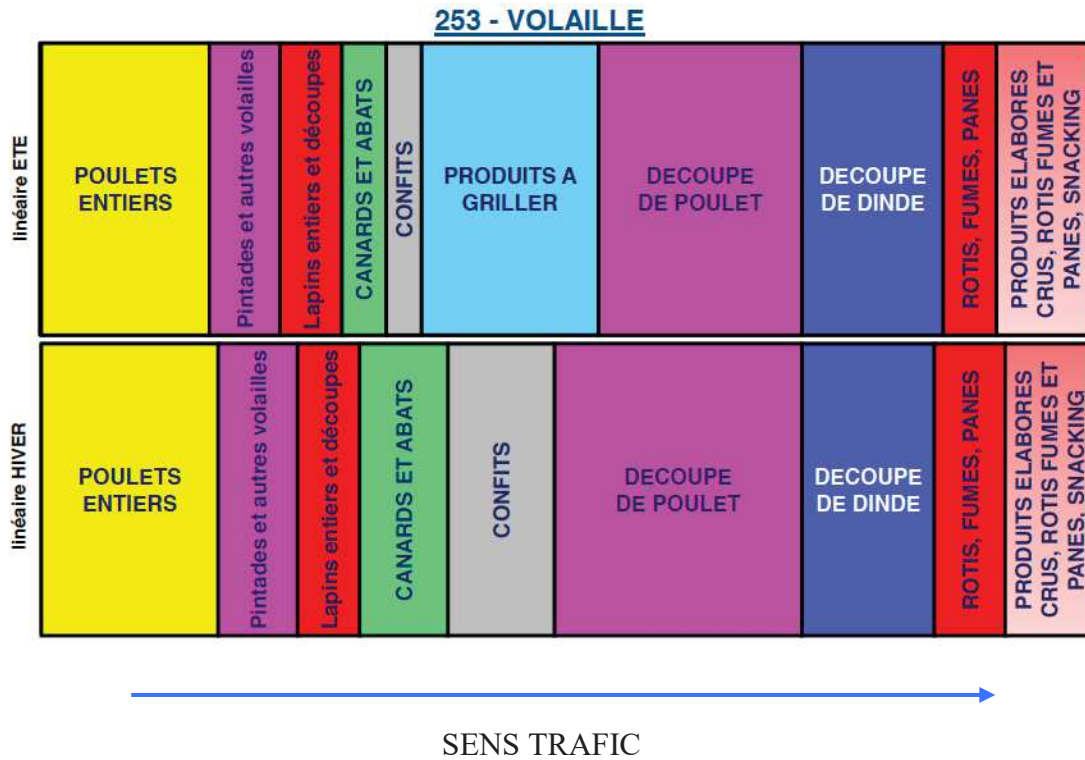 253 - VOLAILLE
linéaire ETE
POULETS
ENTIERS
Pintades et autres volailles
Lapins entiers et découpes
CANARDS ET ABATS
CONFITS
PRODUITS A
GRILLER
DECOUPE
DE POULET
DECOUPE
DE DINDE
ROTIS, FUMES, PANES
PRODUITS ELABORES
CRUS, ROTIS FUMES ET
PANES, SNACKING
linéaire HIVER
POULETS
ENTIERS
Pintades et autres volailles
Lapins entiers et découpes
CANARDS ET ABATS
CONFITS
DECOUPE
DE POULET
DECOUPE
DE DINDE
ROTIS, FUMES, PANES
PRODUITS ELABORES
CRUS, ROTIS FUMES ET
PANES, SNACKING
SENS TRAFIC